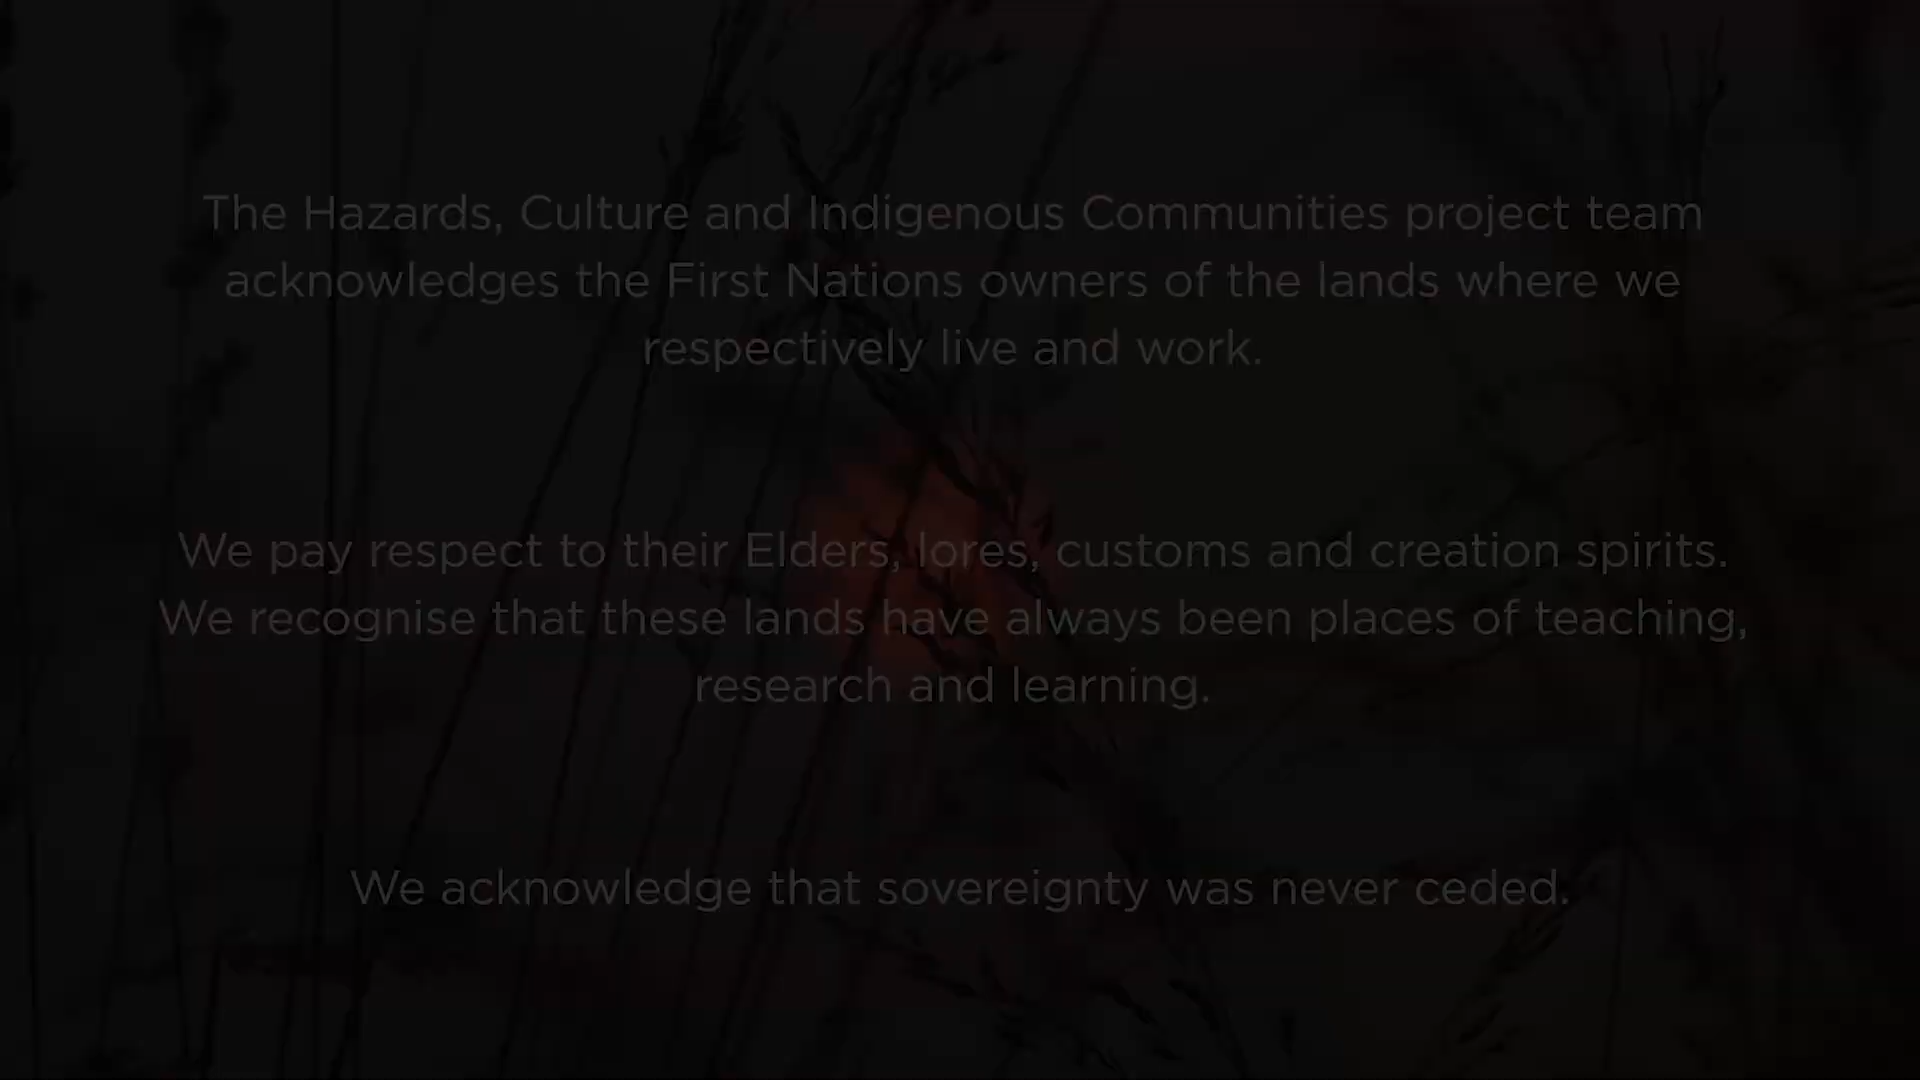 The Hazards, Culture and Indigenous Communities project team
acknowledges the First Nations owners of the lands where we
respectively live and work.
We pay respect to their Elders, lores, customs and creation spirits.
We recognise that these lands have always been places of teaching,
research and learning.
We acknowledge that sovereignty was never ceded.